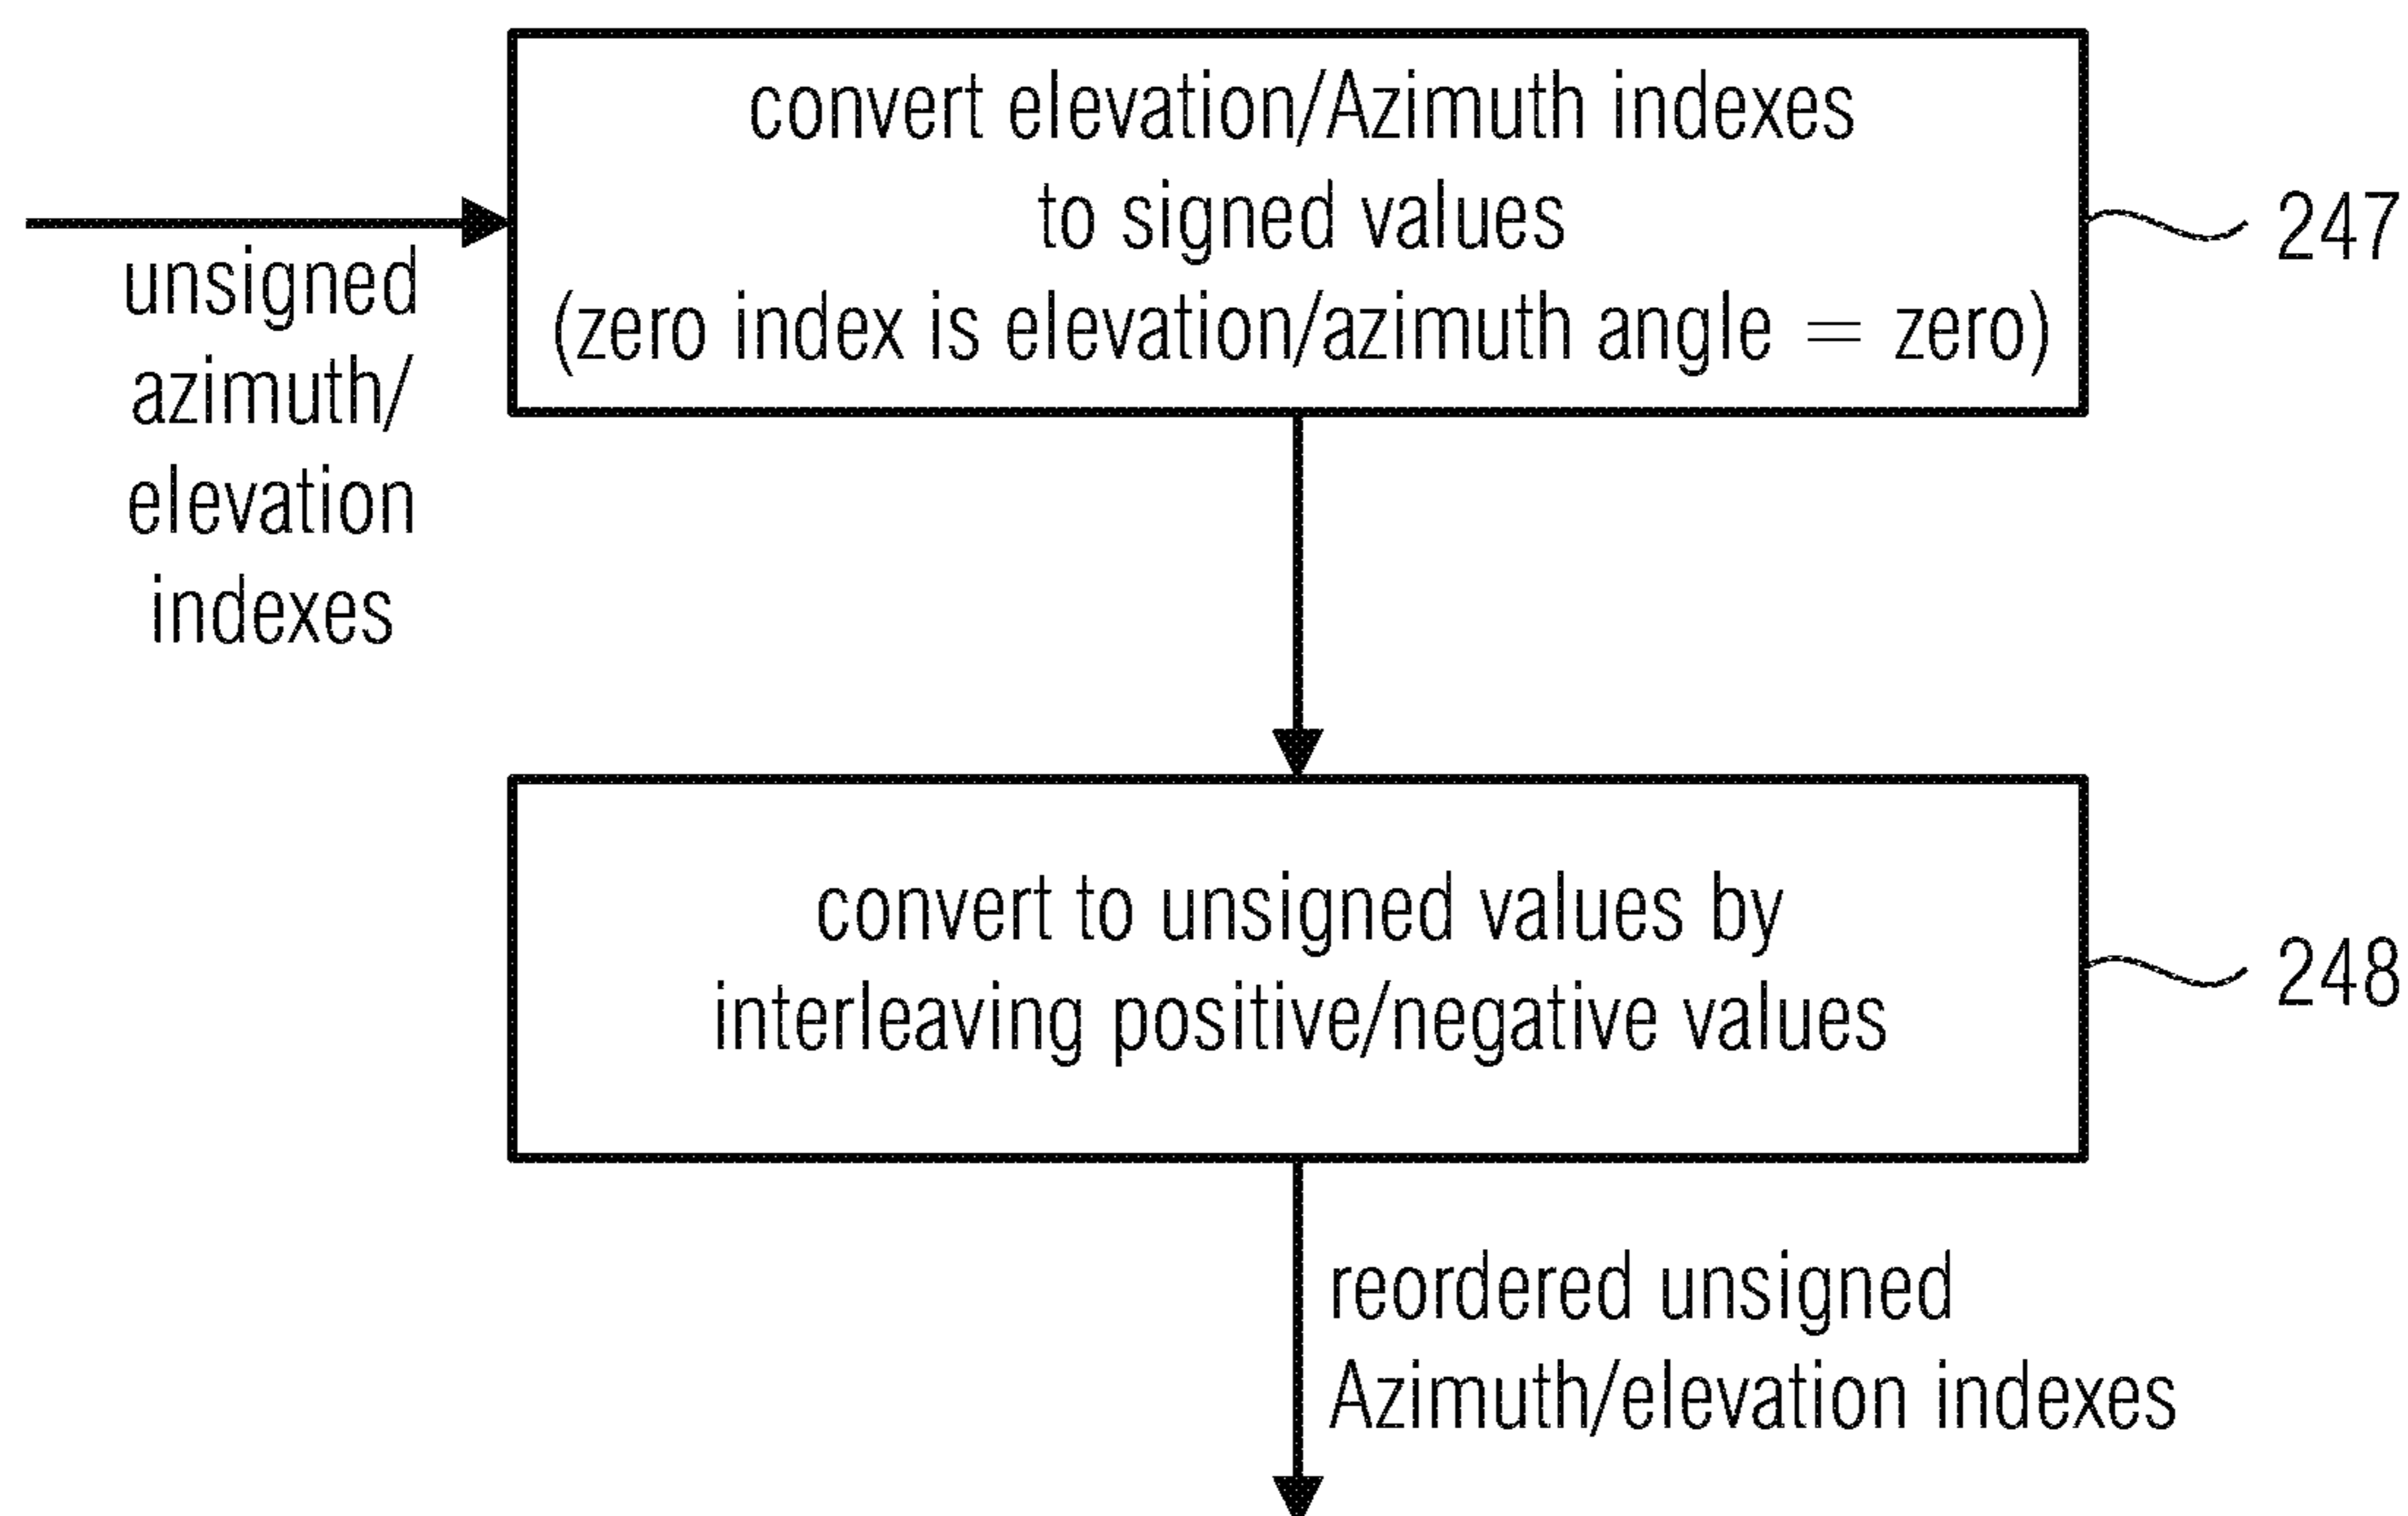 convert elevation/Azimuth indexes
to signed values
(zero index is elevation/azimuth angle = zero)
247
unsigned
azimuth/
elevation
indexes
convert to unsigned values by
interleaving positive/negative values
248
reordered unsigned
Azimuth/elevation indexes